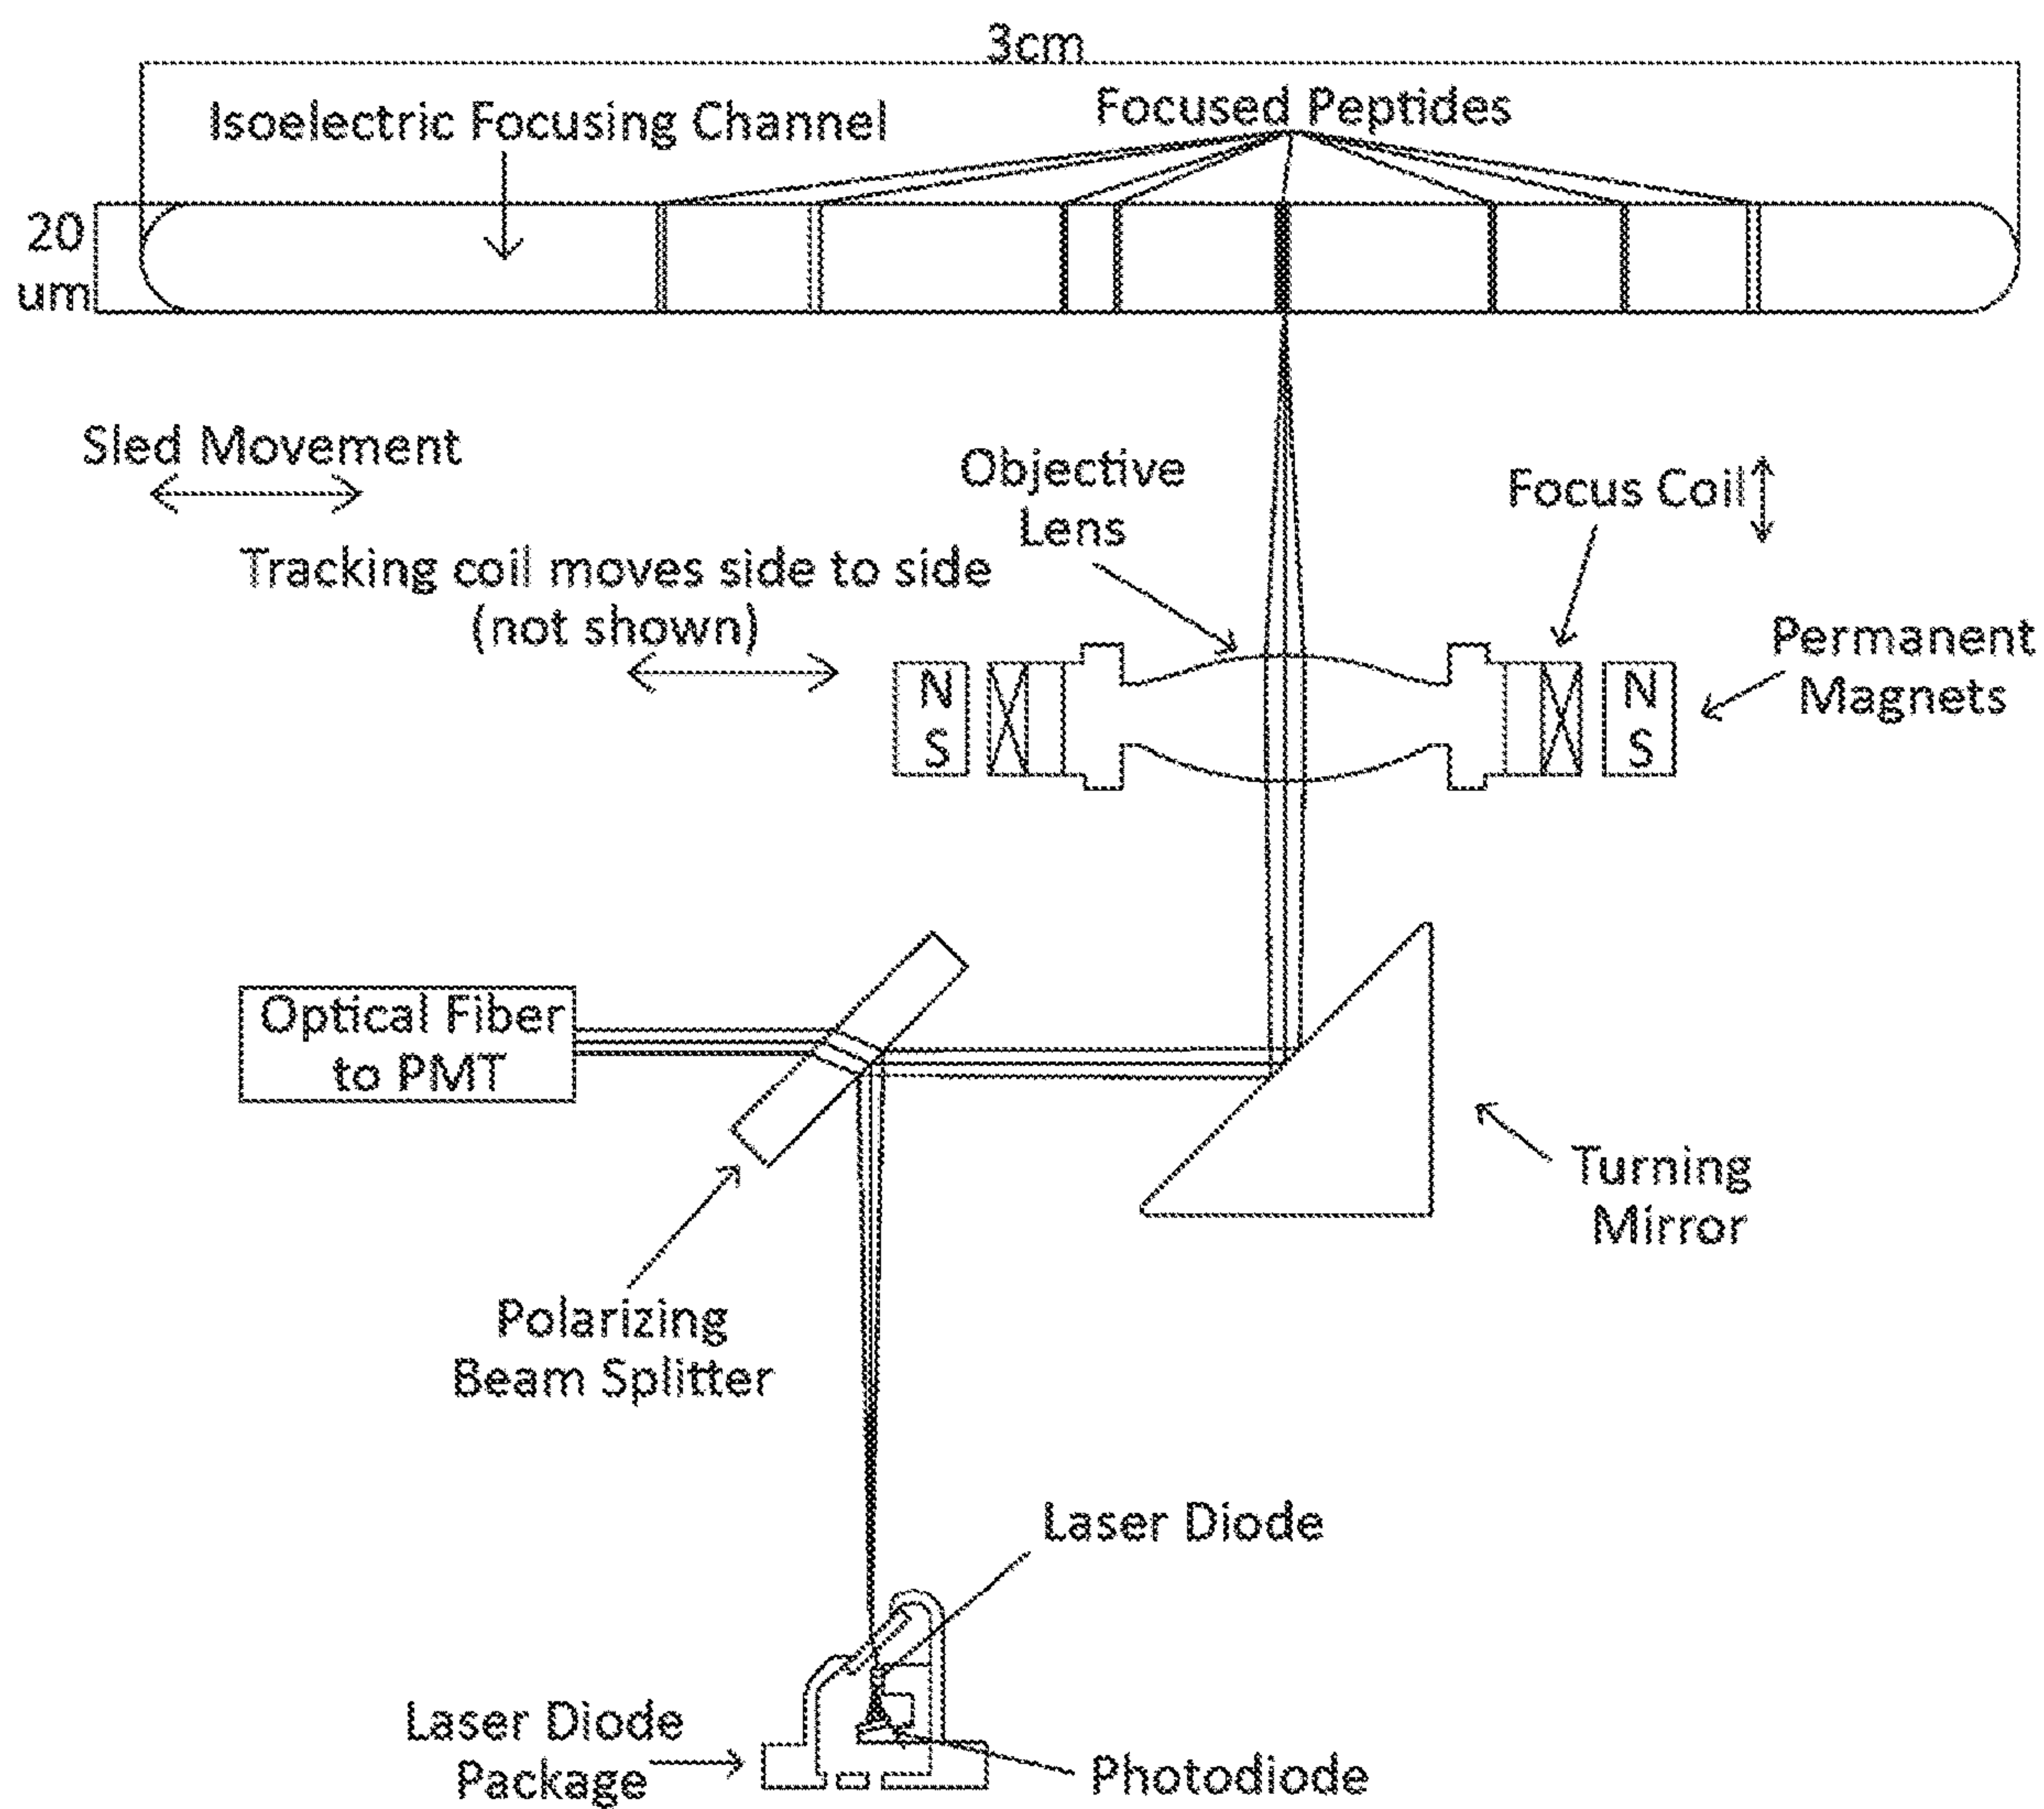 3cm
Isoelectric Focusing Channel
Focused Peptides
20
um
Sled Movement
Objective
Lens
Focus Coil
Tracking coil moves side to side
(not shown)
Permanent
Magnets
N
S
N
S
Optical Fiber
to PMT
Turning
Mirror
Polarizing
Beam Splitter
Laser Diode
Laser Diode
Package
Photodiode